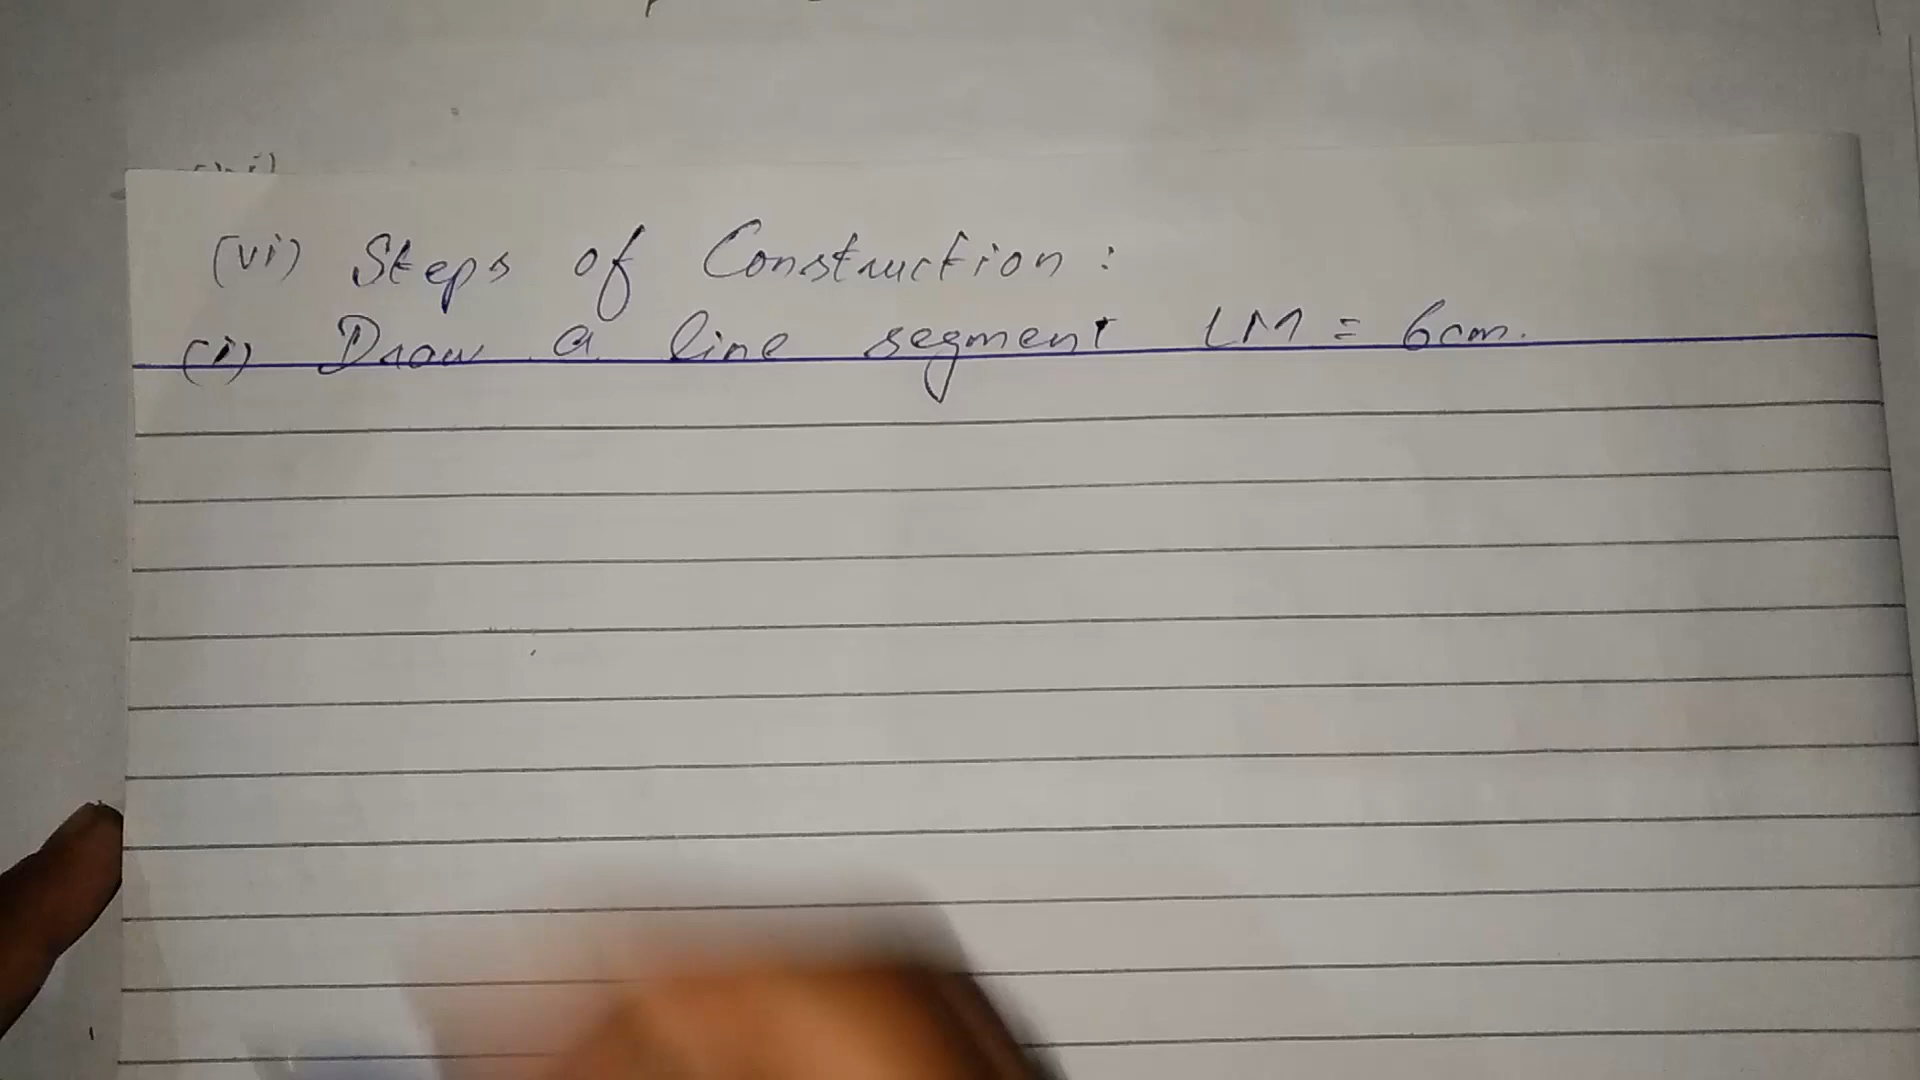 (vi) Steps of Construction:
(i) Draw a line segment LM = 6cm.